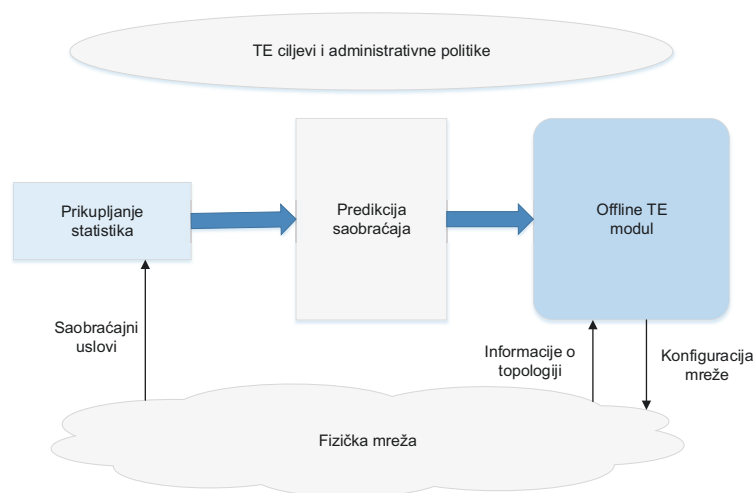 TE ciljevi i administrativne politike
Prikupljanje
statistika
Predikcija
saobraćaja
Offline TE
modul
Saobraćajni
uslovi
Informacije o
topologiji
Konfiguracija
mreže
Fizička mreža